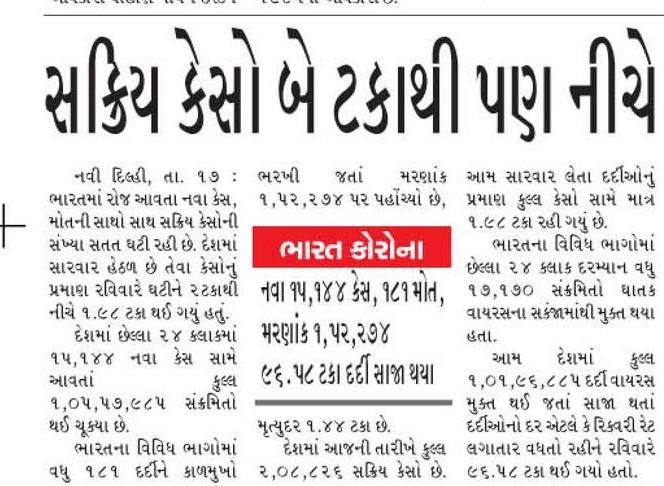 સક્રિય કેસો બે ટકાથી પણ નીચે
નવી દિલ્હી, તા. ૧૭ :
ભારતમાં રોજ આવતા નવા કેસ,
મોતની સાથો સાથ સક્રિય કેસોની
સંખ્યા સતત ઘટી રહી છે. દેશમાં
સારવાર હેઠળ છે તેવા કેસોનું
પ્રમાણ રવિવારે ઘટીને ૨ ટકાથી
નીચે ૧.૯૮ ટકા થઈ ગયું હતું.
દેશમાં છેલ્લા ૨૪ કલાકમાં
૧૫,૧૪૪ નવા કેસ સામે
આવતાં કુલ્લ
૧,૦૫,૫૭,૯૮૫ સંક્રમિતો
થઈ ચૂક્યા છે.
ભારતના વિવિધ ભાગોમાં
વધુ ૧૮૧ દર્દીને કાળમુખો
ભરખી જતાં મરણાંક
૧,૫૨,૨૭૪ પર પહોંચ્યો છે,
ભારત કોરોના
નવા ૧૫,૧૪૪ કેસ, ૧૮૧ મોત,
મરણાંક ૧,૫૨,૨૭૪
૯૬.૫૮ ટકા દર્દી સાજા થયા
મૃત્યુદર ૧.૪૪ ટકા છે.
દેશમાં આજની તારીખે કુલ્લ
૨,૦૮,૮૨૬ સક્રિય કેસો છે.
આમ સારવાર લેતા દર્દીઓનું
પ્રમાણ કુલ્લ કેસો સામે માત્ર
૧.૯૮ ટકા રહી ગયું છે.
ભારતના વિવિધ ભાગોમાં
છેલ્લા ૨૪ કલાક દરમ્યાન વધુ
૧૭,૧૭૦ સંક્રમિતો ઘાતક
વાયરસના સકંજામાંથી મુક્ત થયા
હતા.
આમ દેશમાં કુલ્લ
૧,૦૧,૯૬,૮૮૫ દર્દી વાયરસ
મુક્ત થઈ જતાં સાજા થતાં
દર્દીઓનો દર એટલે કે રિકવરી રેટ
લગાતાર વધતો રહીને રવિવારે
૯૬.૫૮ ટકા થઈ ગયો હતો.